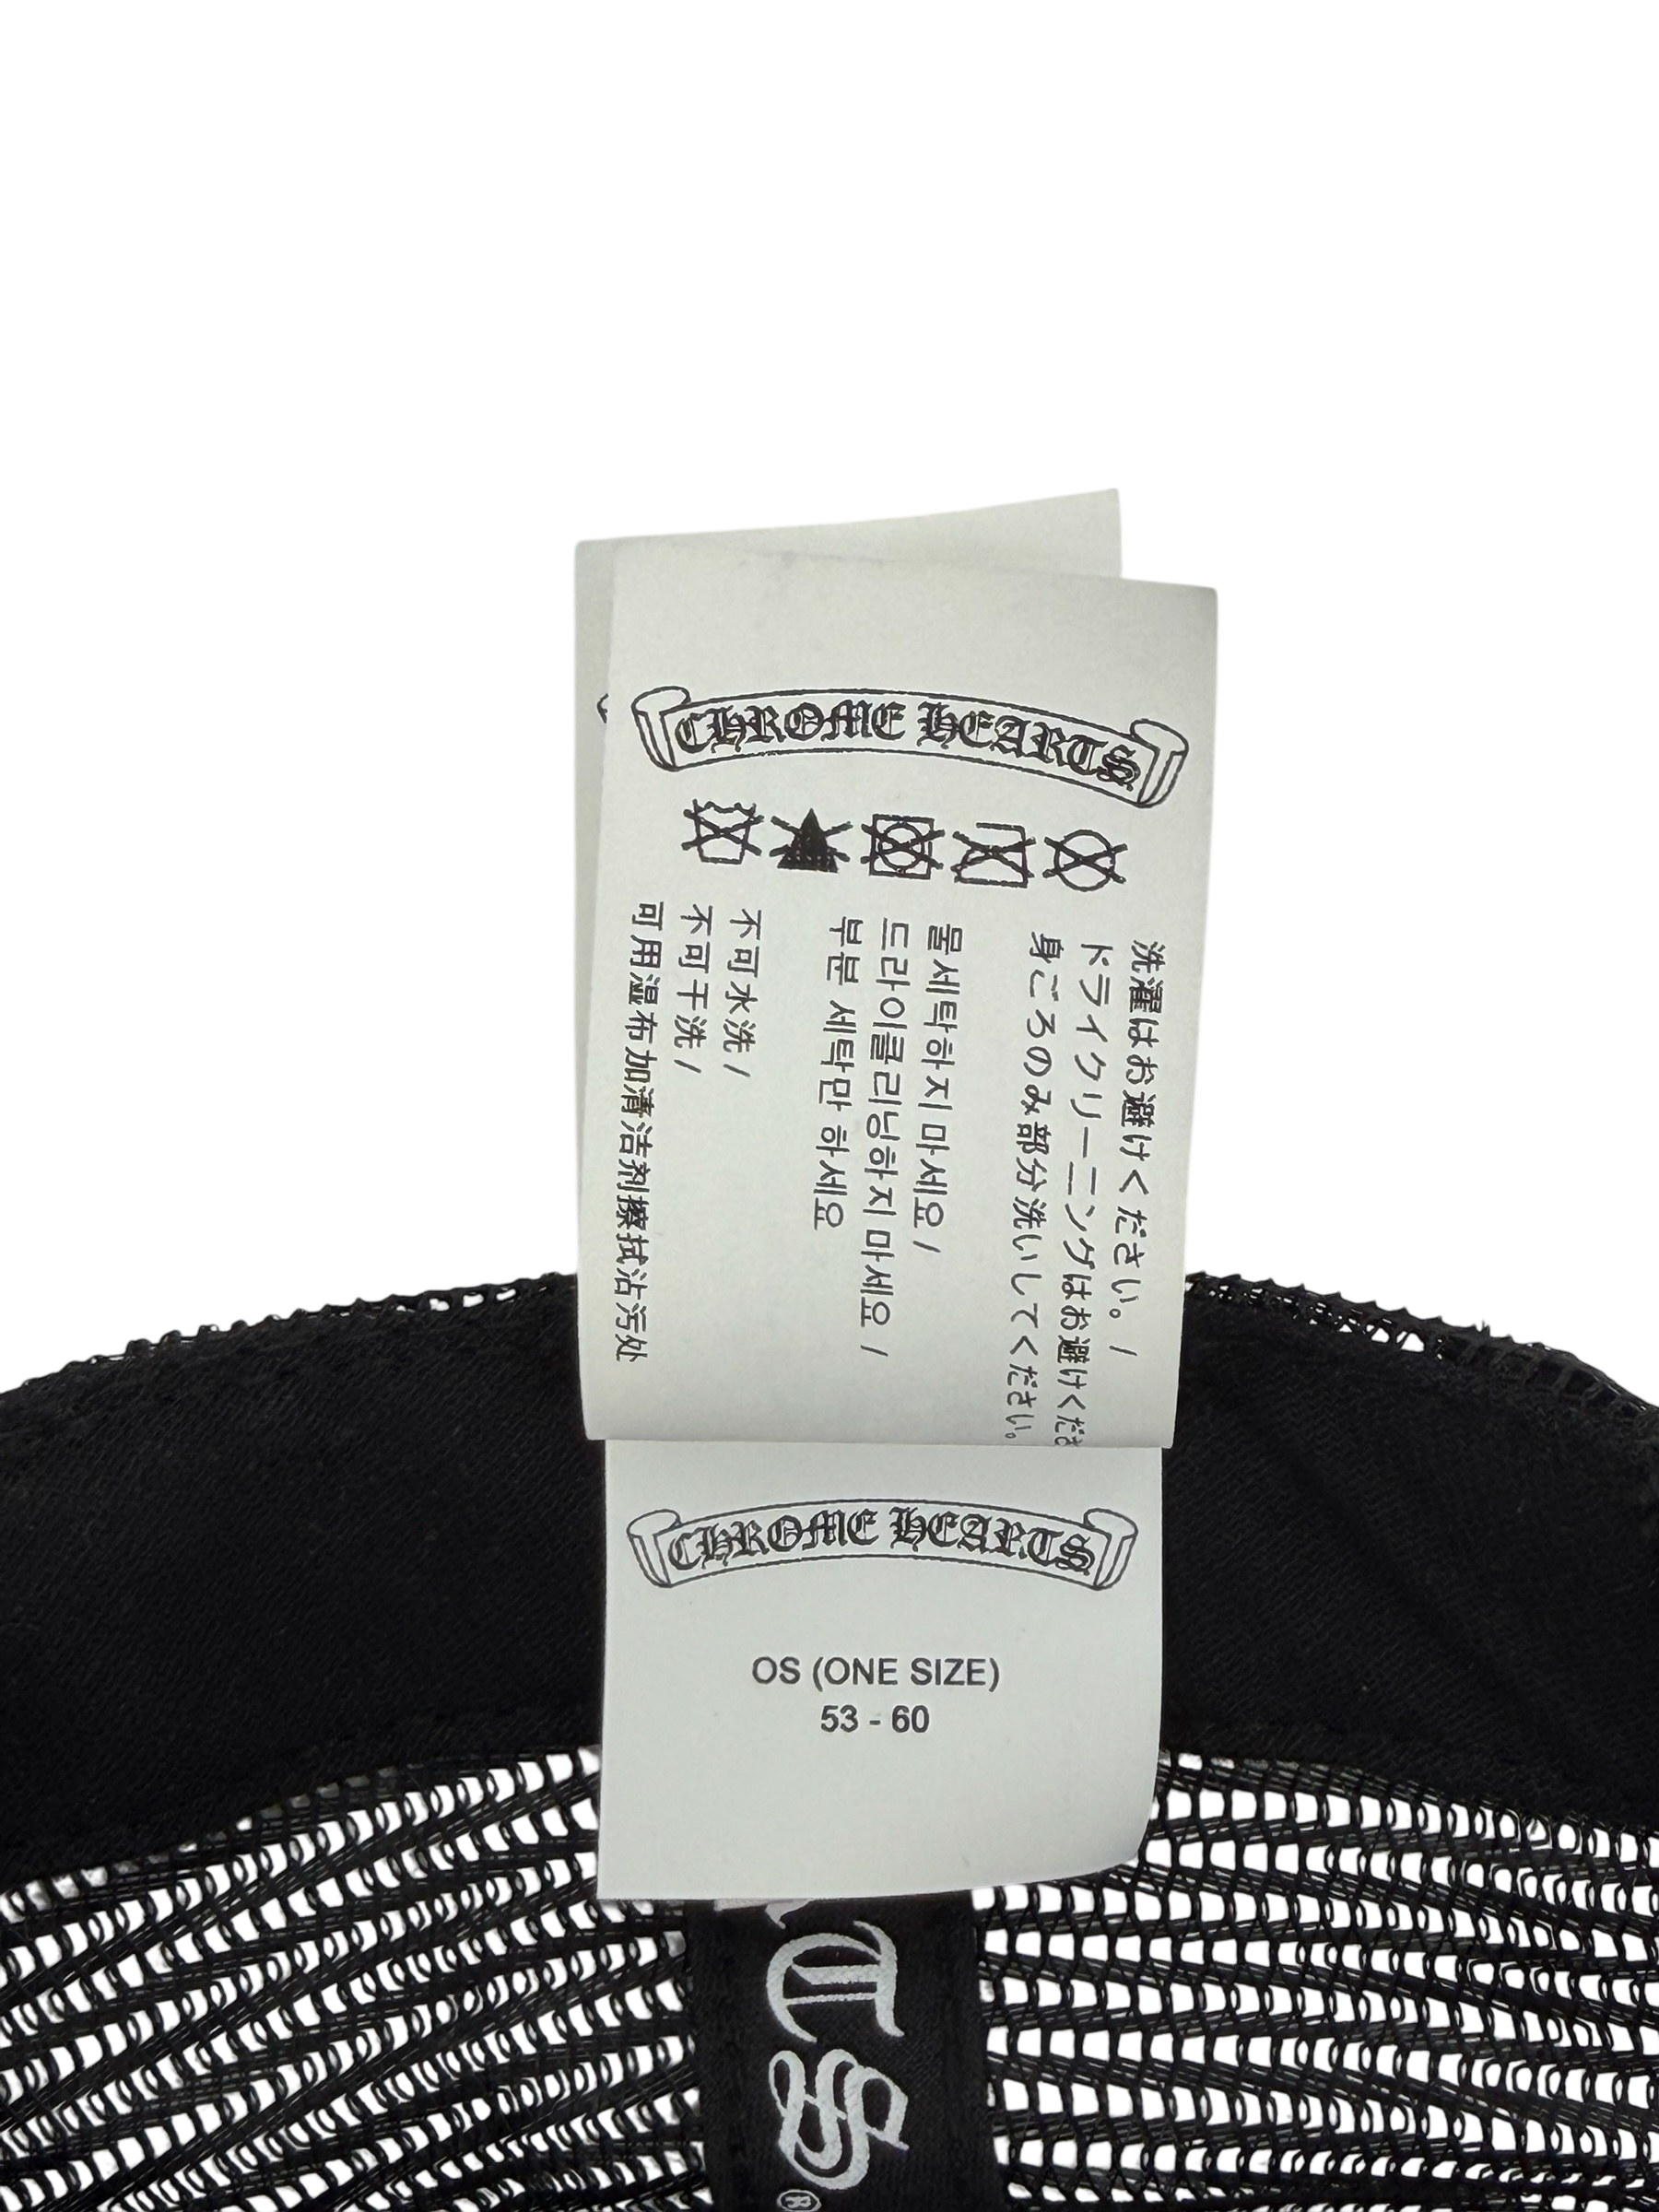 CHROME HEARTS
洗濯はお避けください。/
ドライクリーニングはお避けくださ
身ごろのみ部分洗いしてください。
물세탁하지 마세요 /
드라이클리닝하지 마세요 /
부분 세탁만 하세요
不可水洗 /
不可干洗 /
可用温布加清洁剂擦拭沾污处
CHROME HEARTS
OS (ONE SIZE)
53 - 60
TS®